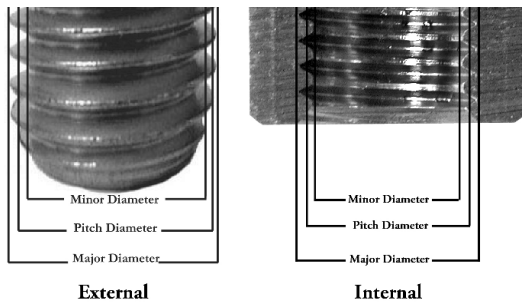 Minor Diameter
Pitch Diameter
Major Diameter
External
Minor Diameter
Pitch Diameter
Major Diameter
Internal